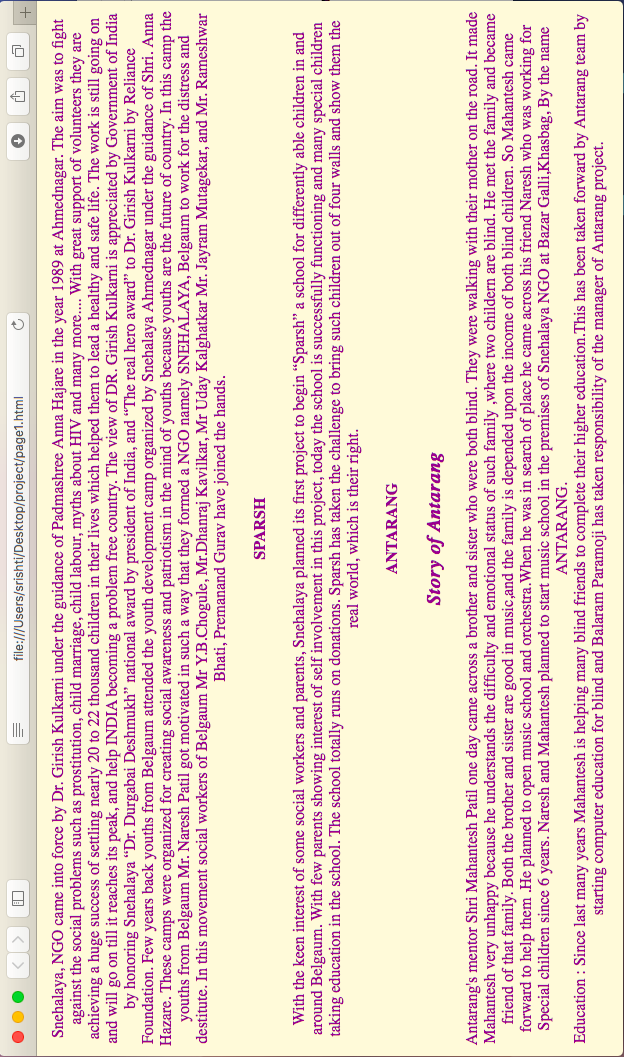 file:///Users/srishti/Desktop/project/page1.html
Snehalaya, NGO came into force by Dr. Girish Kulkarni under the guidance of Padmashree Anna Hajare in the year 1989 at Ahmednagar. The aim was to fight
against the social problems such as prostitution, child marriage, child labour, myths about HIV and many more.... With great support of volunteers they are
achieving a huge success of settling nearly 20 to 22 thousand children in their lives which helped them to lead a healthy and safe life. The work is still going on
and will go on till it reaches its peak, and help INDIA becoming a problem free country. The view of DR. Girish Kulkarni is appreciated by Government of India
by honoring Snehalaya “Dr. Durgabai Deshmukh” national award by president of India, and “The real hero award” to Dr. Girish Kulkarni by Reliance
Foundation. Few years back youths from Belgaum attended the youth development camp organized by Snehalaya Ahmednagar under the guidance of Shri. Anna
Hazare. These camps were organized for creating social awareness and patriotism in the mind of youths because youths are the future of country. In this camp the
youths from Belgaum Mr. Naresh Patil got motivated in such a way that they formed a NGO namely SNEHALAYA, Belgaum to work for the distress and
destitute. In this movement social workers of Belgaum Mr Y.B.Chogule, Mr.Dhanraj Kavilkar, Mr Uday Kalghatkar Mr. Jayram Mutagekar, and Mr. Rameshwar
Bhati, Premanand Gurav have joined the hands.
SPARSH
With the keen interest of some social workers and parents, Snehalaya planned its first project to begin “Sparsh” a school for differently able children in and
around Belgaum. With few parents showing interest of self involvement in this project, today the school is successfully functioning and many special children
taking education in the school. The school totally runs on donations. Sparsh has taken the challenge to bring such children out of four walls and show them the
real world, which is their right.
ANTARANG
Story of Antarang
Antarang's mentor Shri Mahantesh Patil one day came across a brother and sister who were both blind. They were walking with their mother on the road. It made
Mahantesh very unhappy because he understands the difficulty and emotional status of such family ,where two childern are blind. He met the family and became
friend of that family. Both the brother and sister are good in music,and the family is depended upon the income of both blind children. So Mahantesh came
forward to help them .He planned to open music school and orchestra.When he was in search of place he came across his friend Naresh who was working for
Special children since 6 years. Naresh and Mahantesh planned to start music school in the premises of Snehalaya NGO at Bazar Galli,Khasbag, By the name
ANTARANG.
Education : Since last many years Mahantesh is helping many blind friends to complete their higher education.This has been taken forward by Antarang team by
starting computer education for blind and Balaram Paramoji has taken responsibility of the manager of Antarang project.